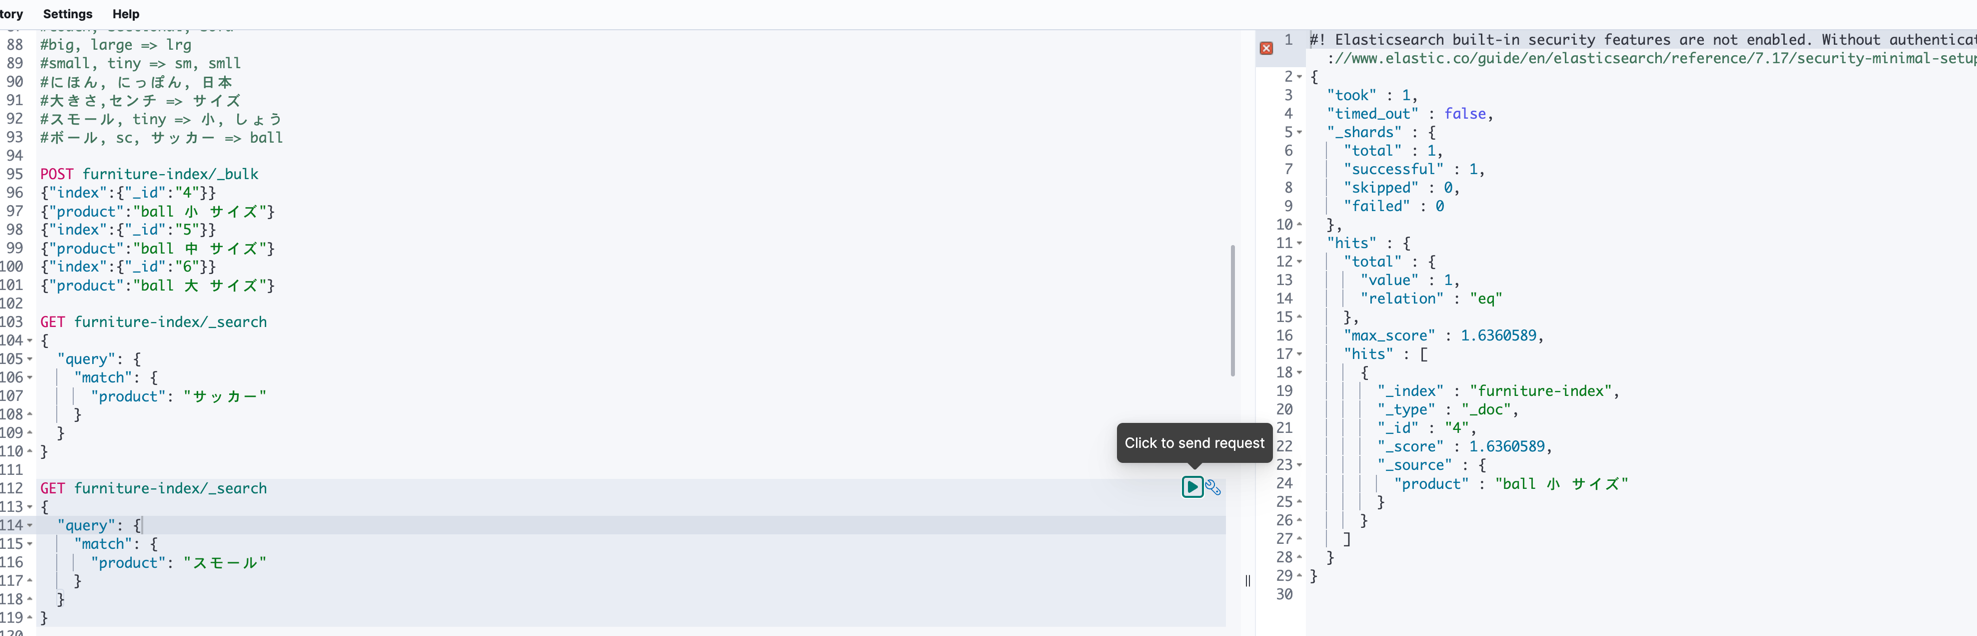 tory Settings Help
88 #big, large => lrg
89 #small, tiny => sm, smll
90 #にほん, にっぽん, 日本
91 #大きさ,センチ => サイズ
92 #スモール, tiny => 小, しょう
93 #ボール, sc, サッカー => ball
94
95 POST furniture-index/_bulk
96 {"index":{"_id":"4"}}
97 {"product":"ball 小 サイズ"}
98 {"index":{"_id":"5"}}
99 {"product":"ball 中 サイズ"}
100 {"index":{"_id":"6"}}
101 {"product":"ball 大 サイズ"}
102
103 GET furniture-index/_search
104 {
105 "query": {
106 "match": {
107 "product": "サッカー"
108 }
109 }
110 }
111
112 GET furniture-index/_search
113 {
114 "query": {
115 "match": {
116 "product": "スモール"
117 }
118 }
119 }
120
Click to send request
1 #! Elasticsearch built-in security features are not enabled. Without authenticat
://www.elastic.co/guide/en/elasticsearch/reference/7.17/security-minimal-setup
2 {
3 "took" : 1,
4 "timed_out" : false,
5 "_shards" : {
6 "total" : 1,
7 "successful" : 1,
8 "skipped" : 0,
9 "failed" : 0
10 },
11 "hits" : {
12 "total" : {
13 "value" : 1,
14 "relation" : "eq"
15 },
16 "max_score" : 1.6360589,
17 "hits" : [
18 {
19 "_index" : "furniture-index",
20 "_type" : "_doc",
21 "_id" : "4",
22 "_score" : 1.6360589,
23 "_source" : {
24 "product" : "ball 小 サイズ"
25 }
26 }
27 ]
28 }
29 }
30